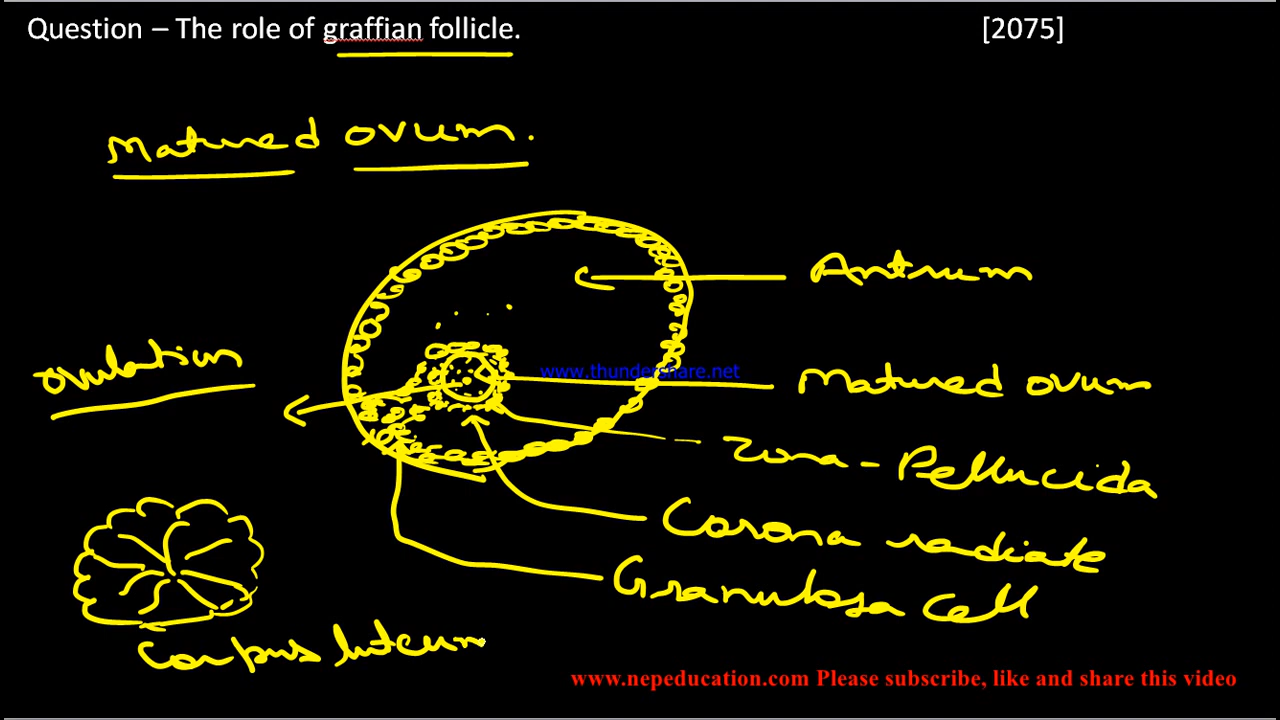 Question – The role of graffian follicle. [2075]
Matured ovum.
Antrum
ovulation
www.thundershare.net
Matured ovum
Zona - Pellucida
Corona radiate
Granulosa cell
Corpus luteum
www.nepeducation.com Please subscribe, like and share this video